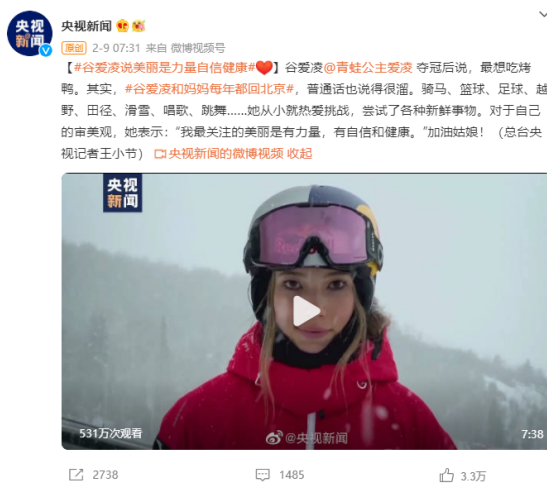 央视新闻
央视
新闻
原创 2-9 07:31 来自 微博视频号
【#谷爱凌说美丽是力量自信健康#❤】谷爱凌@青蛙公主爱凌 夺冠后说，最想吃烤
鸭。其实，#谷爱凌和妈妈每年都回北京#，普通话也说得很溜。骑马、篮球、足球、越
野、田径、滑雪、唱歌、跳舞……她从小就热爱挑战，尝试了各种新鲜事物。对于自己
的审美观，她表示：“我最关注的美丽是有力量，有自信和健康。”加油姑娘！（总台央
视记者王小节） 央视新闻的微博视频 收起
央视
新闻
531万次观看
@央视新闻
7:38
2738
1485
3.3万